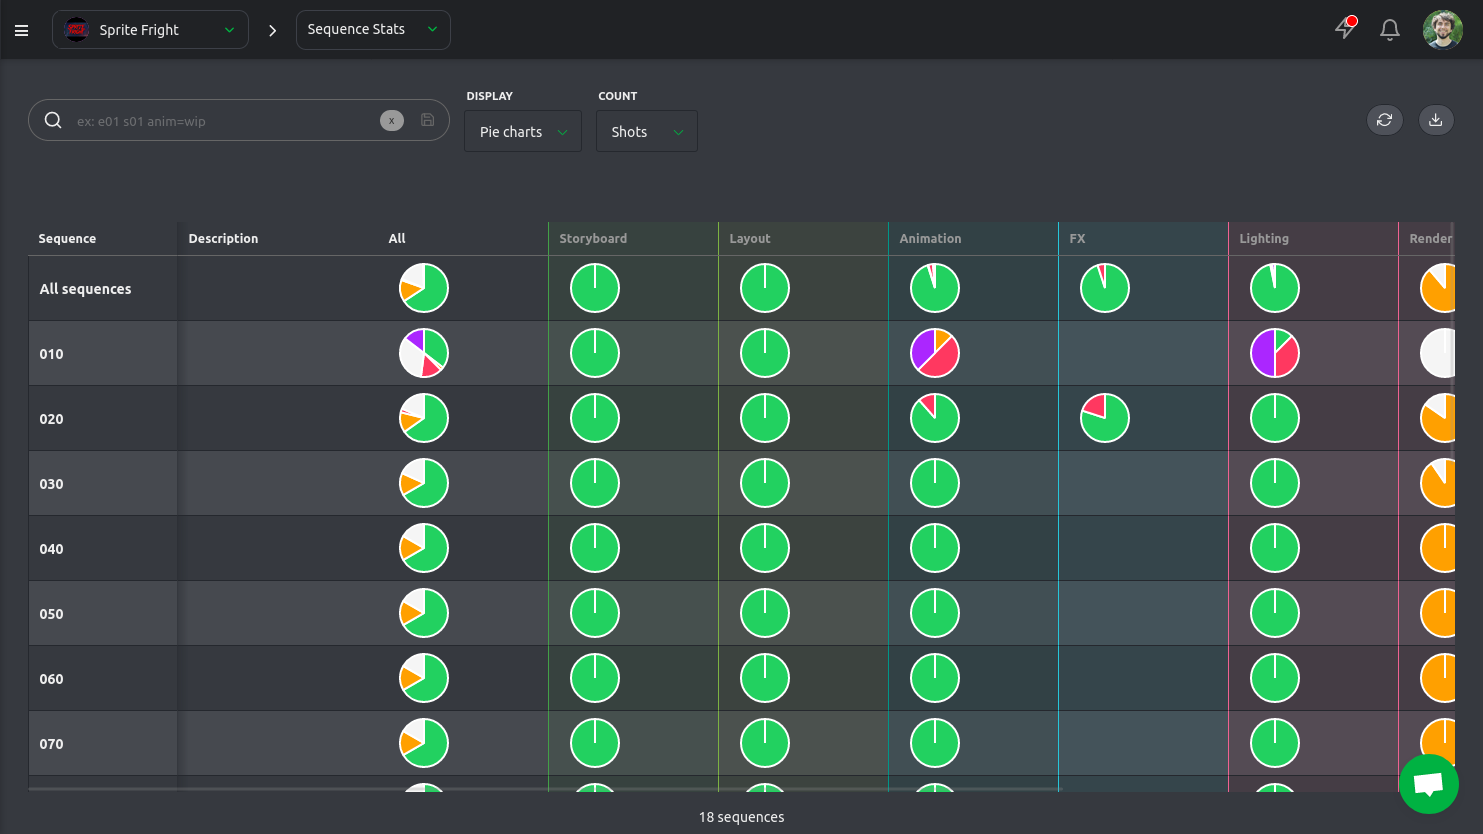 Sprite Fright
Sequence Stats
DISPLAY
COUNT
ex: e01 s01 anim=wip
x
Pie charts
Shots
Sequence
Description
All
Storyboard
Layout
Animation
FX
Lighting
Render
All sequences
010
020
030
040
050
060
070
18 sequences